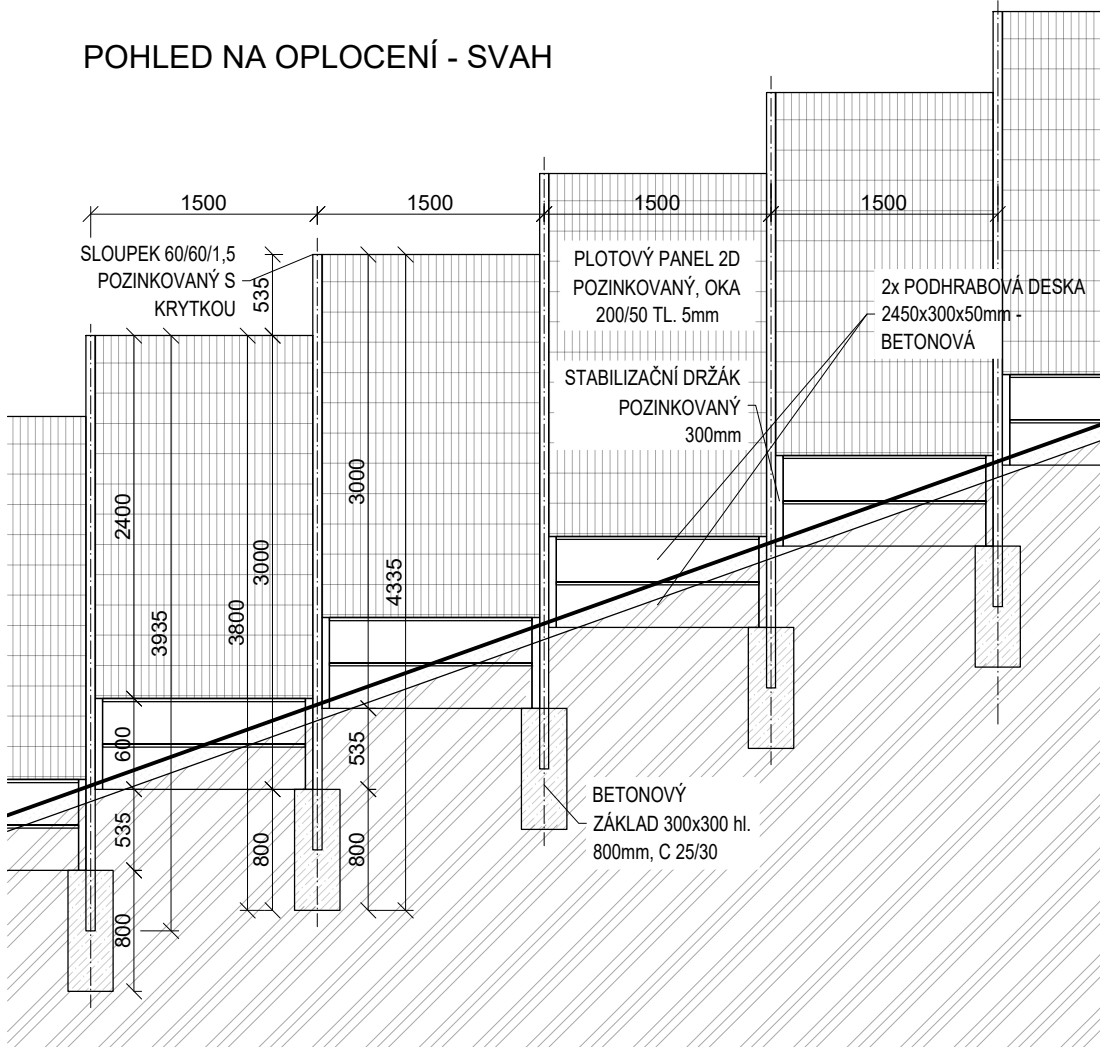 POHLED NA OPLOCENÍ - SVAH
1500
1500
1500
1500
SLOUPEK 60/60/1,5
POZINKOVANÝ S
KRYTKOU
535
PLOTOVÝ PANEL 2D
POZINKOVANÝ, OKA
200/50 TL. 5mm
2x PODHRABOVÁ DESKA
2450x300x50mm -
BETONOVÁ
STABILIZAČNÍ DRŽÁK
POZINKOVANÝ
300mm
2400
3935
3800
3000
3000
4335
600
535
535
800
800
800
BETONOVÝ
ZÁKLAD 300x300 hl.
800mm, C 25/30